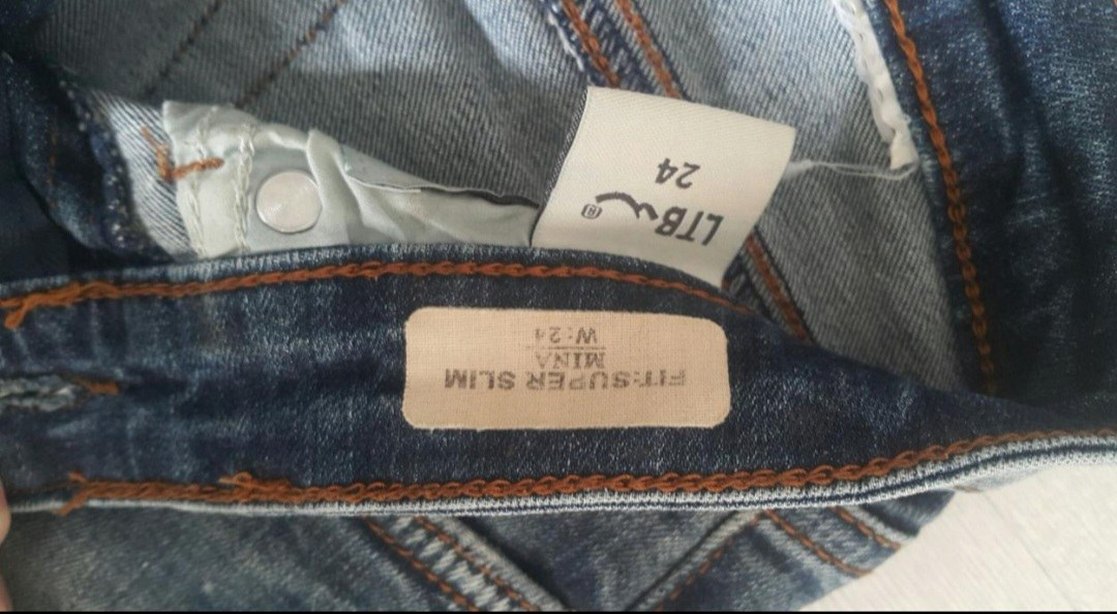 LTB
®
24
FIT:SUPER SLIM
MINA
W:24